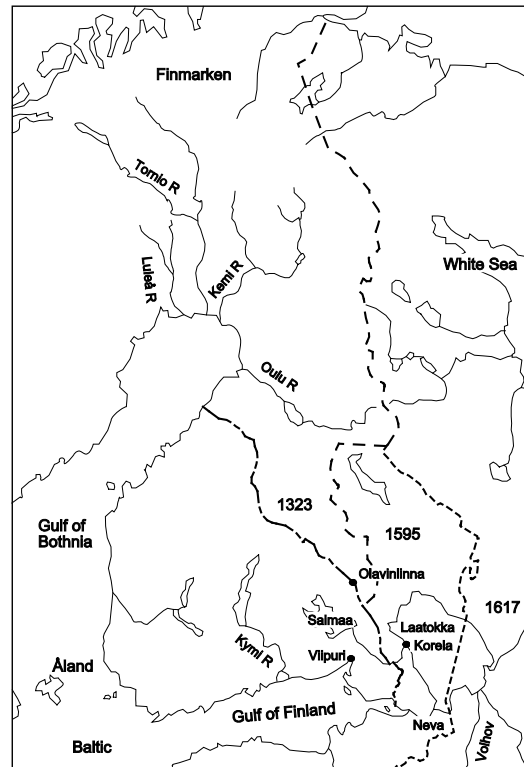 Finmarken
Tornio R
Luleå R
Kemi R
White Sea
Oulu R
1323
1595
Gulf of
Bothnia
Olavinlinna
1617
Saimaa
Laatokka
Korela
Kymi R
Viipuri
Åland
Gulf of Finland
Neva
Volhov
Baltic